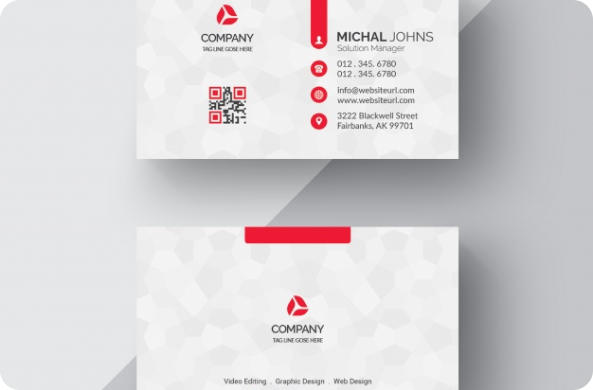 COMPANY
TAG LINE GOSE HERE
MICHAL JOHNS
Solution Manager
012 . 345. 6780
012 . 345. 6780
info@websiteurl.com
www.websiteurl.com
3222 Blackwell Street
Fairbanks, AK 99701
COMPANY
TAG LINE GOSE HERE
Video Editing . Graphic Design . Web Design